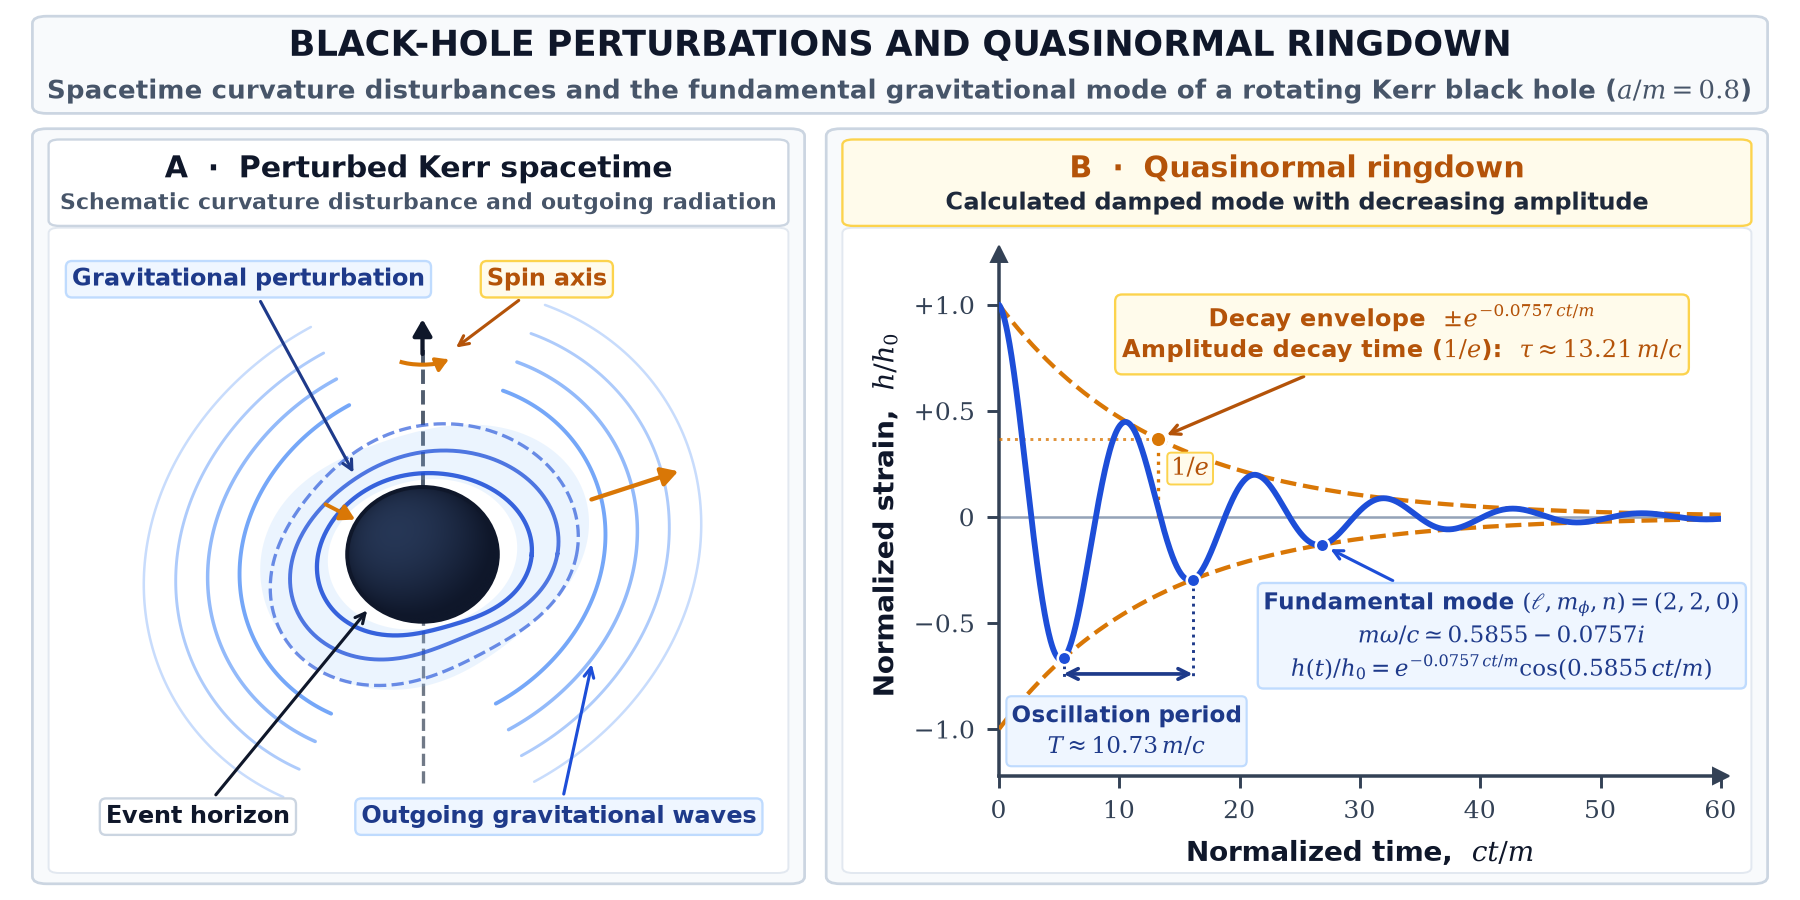 BLACK-HOLE PERTURBATIONS AND QUASINORMAL RINGDOWN
Spacetime curvature disturbances and the fundamental gravitational mode of a rotating Kerr black hole (a/m = 0.8)
A · Perturbed Kerr spacetime
Schematic curvature disturbance and outgoing radiation
Gravitational perturbation
Spin axis
Event horizon
Outgoing gravitational waves
B · Quasinormal ringdown
Calculated damped mode with decreasing amplitude
Normalized strain, h/h₀
+1.0
+0.5
0
−0.5
−1.0
Decay envelope ±e^{−0.0757 ct/m}
Amplitude decay time (1/e): τ ≈ 13.21 m/c
1/e
Fundamental mode (ℓ, m_ϕ, n) = (2, 2, 0)
mω/c ≃ 0.5855 − 0.0757i
h(t)/h₀ = e^{−0.0757 ct/m} cos(0.5855 ct/m)
Oscillation period
T ≈ 10.73 m/c
0 10 20 30 40 50 60
Normalized time, ct/m